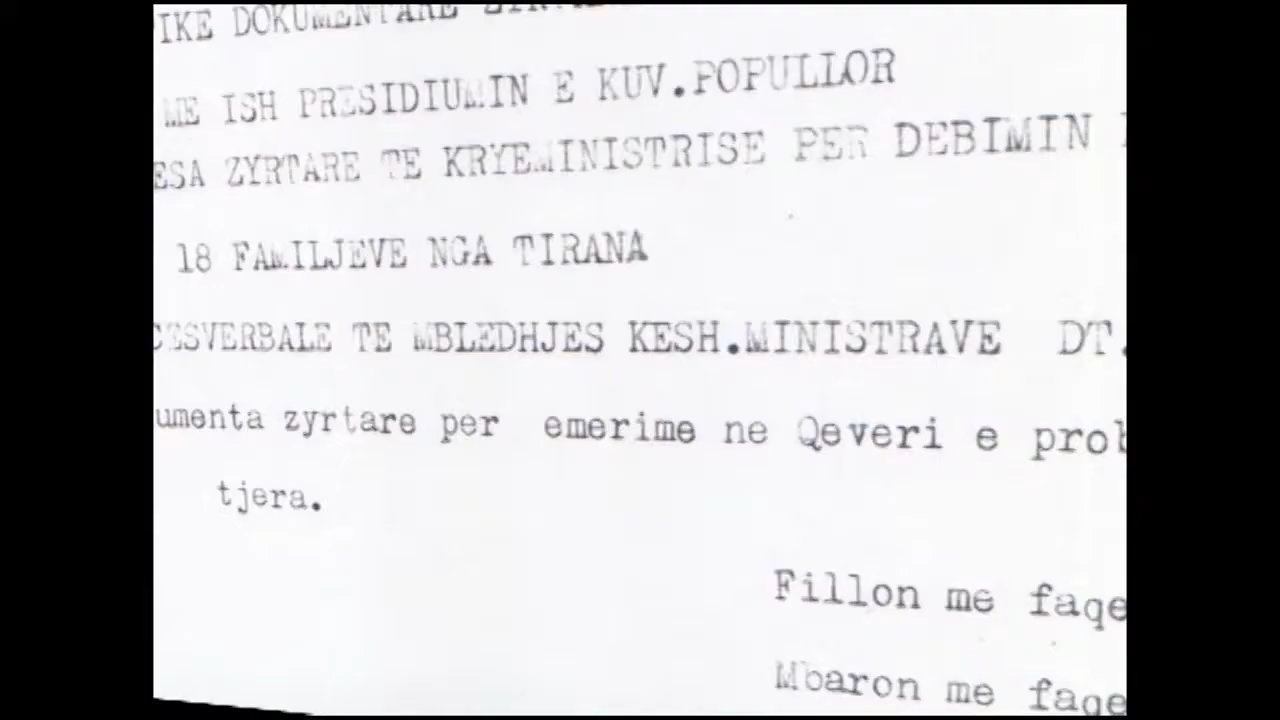 PIKE DOKUMENTARE
ME ISH PRESIDIUMIN E KUV.POPULLOR
ESA ZYRTARE TE KRYEMINISTRISE PER DEBIMIN
18 FAMILJEVE NGA TIRANA
CESVERBALE TE MBLEDHJES KESH.MINISTRAVE DT.
umenta zyrtare per emerime ne Qeveri e prob
tjera.
Fillon me faqe
Mbaron me faqe